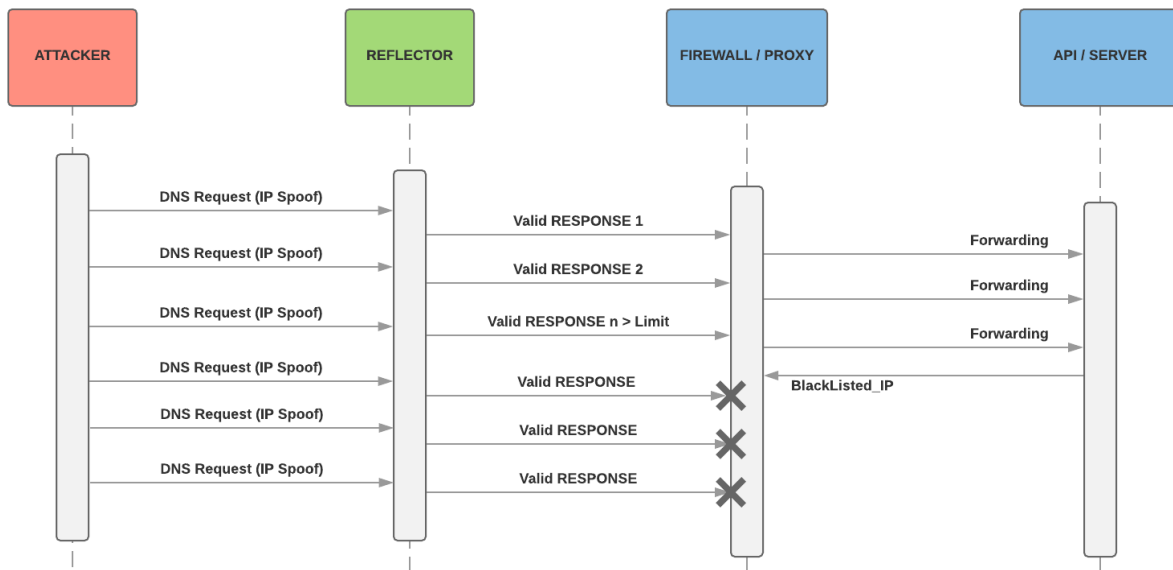 ATTACKER
REFLECTOR
FIREWALL / PROXY
API / SERVER
DNS Request (IP Spoof)
Valid RESPONSE 1
Forwarding
DNS Request (IP Spoof)
Valid RESPONSE 2
Forwarding
DNS Request (IP Spoof)
Valid RESPONSE n > Limit
Forwarding
DNS Request (IP Spoof)
Valid RESPONSE
BlackListed_IP
DNS Request (IP Spoof)
Valid RESPONSE
DNS Request (IP Spoof)
Valid RESPONSE